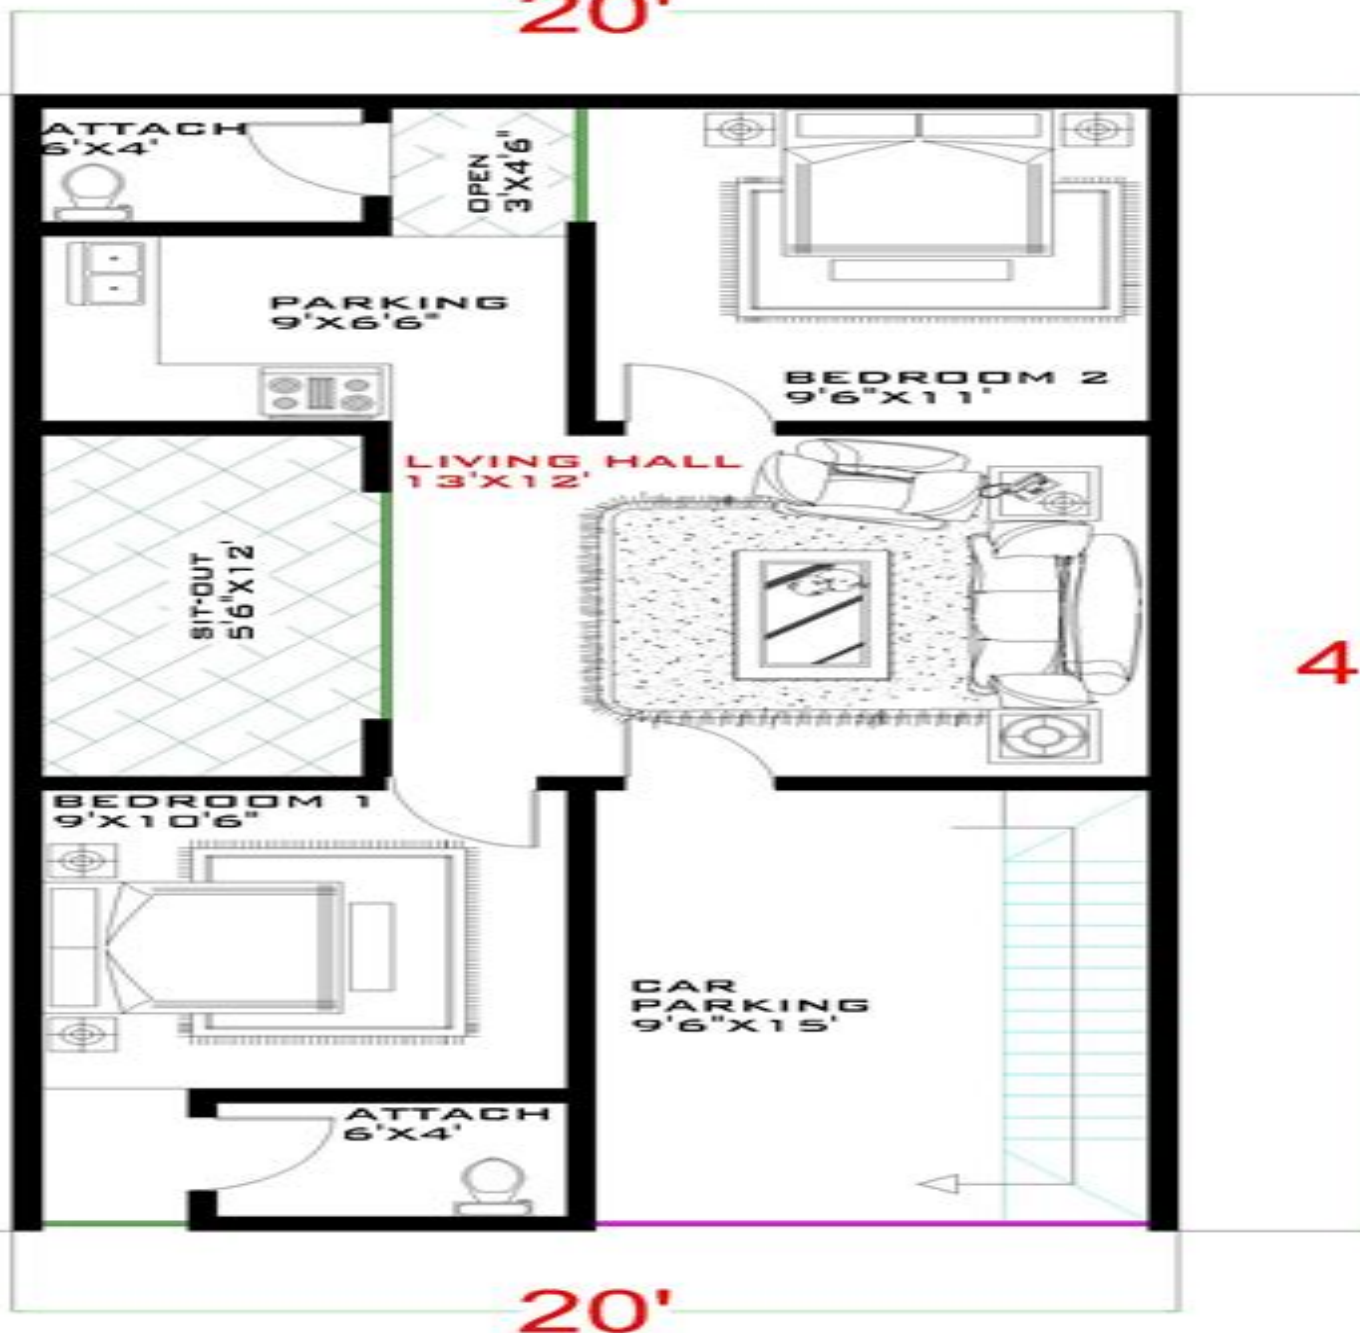 20'
ATTACH
6'X4'
OPEN
3'X4'6"
PARKING
9'X6'6"
BEDROOM 2
9'6"X11'
LIVING HALL
13'X12'
SIT-OUT
5'6"X12'
4
BEDROOM 1
9'X10'6"
CAR
PARKING
9'6"X15'
ATTACH
6'X4'
20'